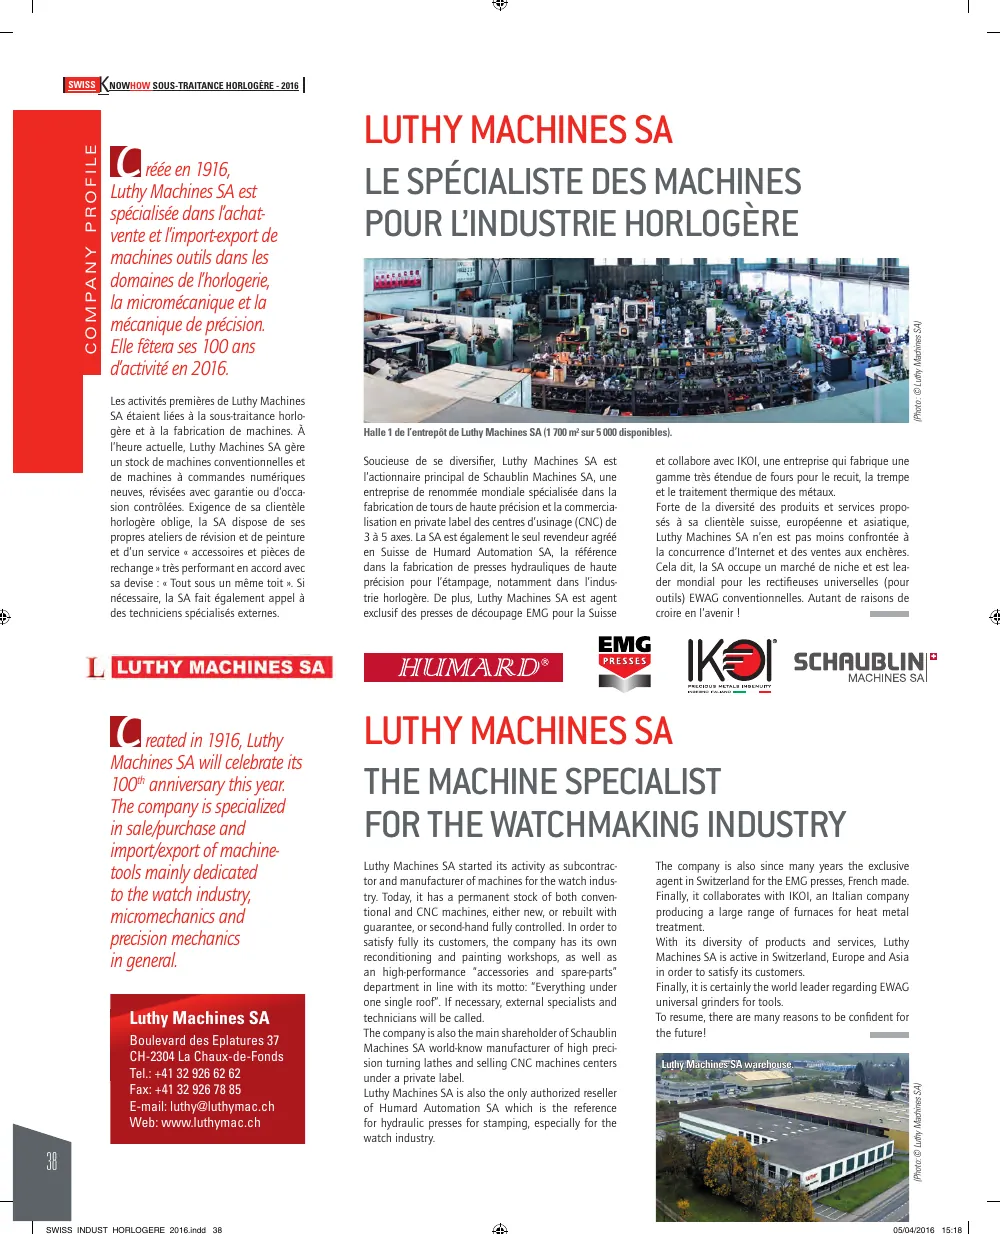 SWISS KNOWHOW SOUS-TRAITANCE HORLOGÈRE - 2016
COMPANY PROFILE
Créée en 1916,
Luthy Machines SA est
spécialisée dans l'achat-
vente et l'import-export de
machines outils dans les
domaines de l'horlogerie,
la micromécanique et la
mécanique de précision.
Elle fêtera ses 100 ans
d'activité en 2016.
Les activités premières de Luthy Machines
SA étaient liées à la sous-traitance horlo-
gère et à la fabrication de machines. À
l'heure actuelle, Luthy Machines SA gère
un stock de machines conventionnelles et
de machines à commandes numériques
neuves, révisées avec garantie ou d'occa-
sion contrôlées. Exigence de sa clientèle
horlogère oblige, la SA dispose de ses
propres ateliers de révision et de peinture
et d'un service « accessoires et pièces de
rechange » très performant en accord avec
sa devise : « Tout sous un même toit ». Si
nécessaire, la SA fait également appel à
des techniciens spécialisés externes.
LUTHY MACHINES SA
LE SPÉCIALISTE DES MACHINES
POUR L'INDUSTRIE HORLOGÈRE
(Photo: © Luthy Machines SA)
Halle 1 de l'entrepôt de Luthy Machines SA (1 700 m² sur 5 000 disponibles).
Soucieuse de se diversifier, Luthy Machines SA est
l'actionnaire principal de Schaublin Machines SA, une
entreprise de renommée mondiale spécialisée dans la
fabrication de tours de haute précision et la commercia-
lisation en private label des centres d'usinage (CNC) de
3 à 5 axes. La SA est également le seul revendeur agréé
en Suisse de Humard Automation SA, la référence
dans la fabrication de presses hydrauliques de haute
précision pour l'étampage, notamment dans l'indus-
trie horlogère. De plus, Luthy Machines SA est agent
exclusif des presses de découpage EMG pour la Suisse
et collabore avec IKOI, une entreprise qui fabrique une
gamme très étendue de fours pour le recuit, la trempe
et le traitement thermique des métaux.
Forte de la diversité des produits et services propo-
sés à sa clientèle suisse, européenne et asiatique,
Luthy Machines SA n'en est pas moins confrontée à
la concurrence d'Internet et des ventes aux enchères.
Cela dit, la SA occupe un marché de niche et est lea-
der mondial pour les rectifieuses universelles (pour
outils) EWAG conventionnelles. Autant de raisons de
croire en l'avenir !
L LUTHY MACHINES SA
HUMARD®
EMG
PRESSES
IKOI®
PRECIOUS METALS INGENUITY
INGEGNO ITALIANO
SCHAUBLIN
MACHINES SA
Created in 1916, Luthy
Machines SA will celebrate its
100th anniversary this year.
The company is specialized
in sale/purchase and
import/export of machine-
tools mainly dedicated
to the watch industry,
micromechanics and
precision mechanics
in general.
Luthy Machines SA
Boulevard des Eplatures 37
CH-2304 La Chaux-de-Fonds
Tel.: +41 32 926 62 62
Fax: +41 32 926 78 85
E-mail: luthy@luthymac.ch
Web: www.luthymac.ch
LUTHY MACHINES SA
THE MACHINE SPECIALIST
FOR THE WATCHMAKING INDUSTRY
Luthy Machines SA started its activity as subcontrac-
tor and manufacturer of machines for the watch indus-
try. Today, it has a permanent stock of both conven-
tional and CNC machines, either new, or rebuilt with
guarantee, or second-hand fully controlled. In order to
satisfy fully its customers, the company has its own
reconditioning and painting workshops, as well as
an high-performance “accessories and spare-parts”
department in line with its motto: “Everything under
one single roof”. If necessary, external specialists and
technicians will be called.
The company is also the main shareholder of Schaublin
Machines SA world-know manufacturer of high preci-
sion turning lathes and selling CNC machines centers
under a private label.
Luthy Machines SA is also the only authorized reseller
of Humard Automation SA which is the reference
for hydraulic presses for stamping, especially for the
watch industry.
The company is also since many years the exclusive
agent in Switzerland for the EMG presses, French made.
Finally, it collaborates with IKOI, an Italian company
producing a large range of furnaces for heat metal
treatment.
With its diversity of products and services, Luthy
Machines SA is active in Switzerland, Europe and Asia
in order to satisfy its customers.
Finally, it is certainly the world leader regarding EWAG
universal grinders for tools.
To resume, there are many reasons to be confident for
the future!
Luthy Machines SA warehouse.
(Photo: © Luthy Machines SA)
38
SWISS_INDUST_HORLOGERE_2016.indd 38
05/04/2016 15:18